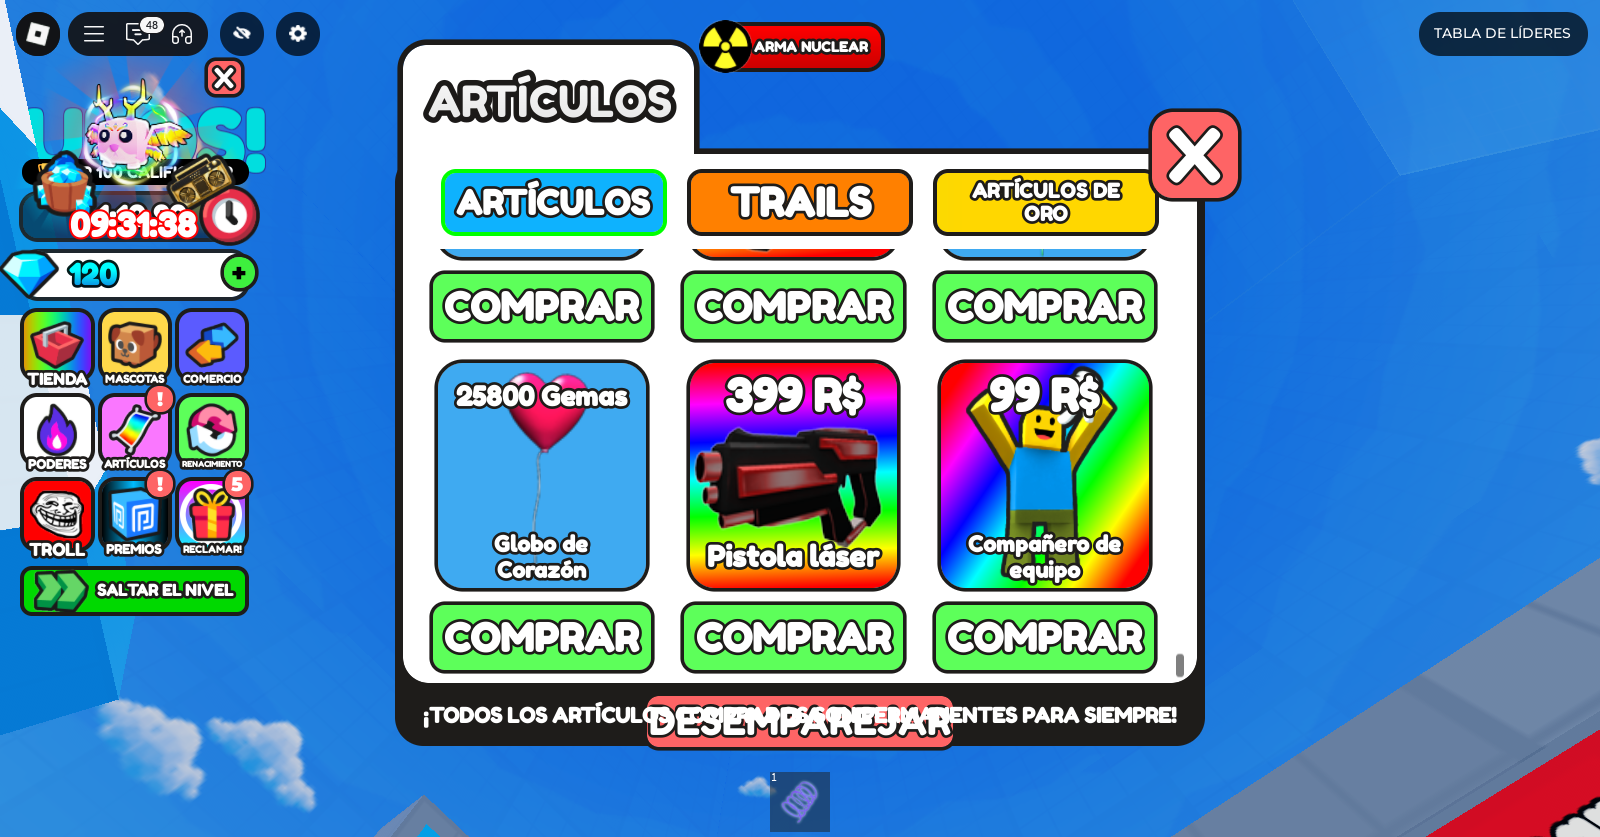 48
TABLA DE LÍDERES
ARMA NUCLEAR
ARTÍCULOS
ARTÍCULOS
TRAILS
ARTÍCULOS DE
ORO
09:31:38
120
+
COMPRAR
COMPRAR
COMPRAR
TIENDA
MASCOTAS
COMERCIO
!
PODERES
ARTÍCULOS
RENACIMIENTO
!
5
TROLL
PREMIOS
RECLAMAR!
SALTAR EL NIVEL
25800 Gemas
Globo de
Corazón
399 R$
Pistola láser
99 R$
Compañero de
equipo
COMPRAR
COMPRAR
COMPRAR
¡TODOS LOS ARTÍCULOS COMPRADOS SON PERMANENTES PARA SIEMPRE!
DESEMPAREJAR
1